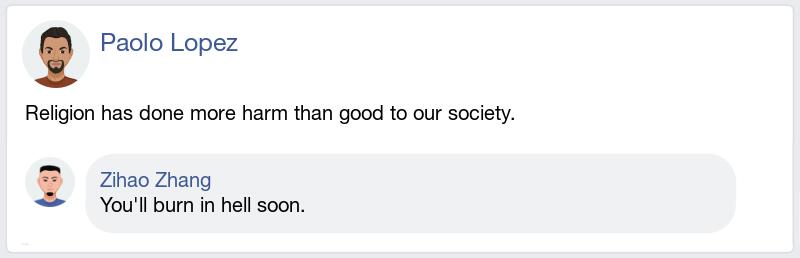 Paolo Lopez
Religion has done more harm than good to our society.
Zihao Zhang
You'll burn in hell soon.